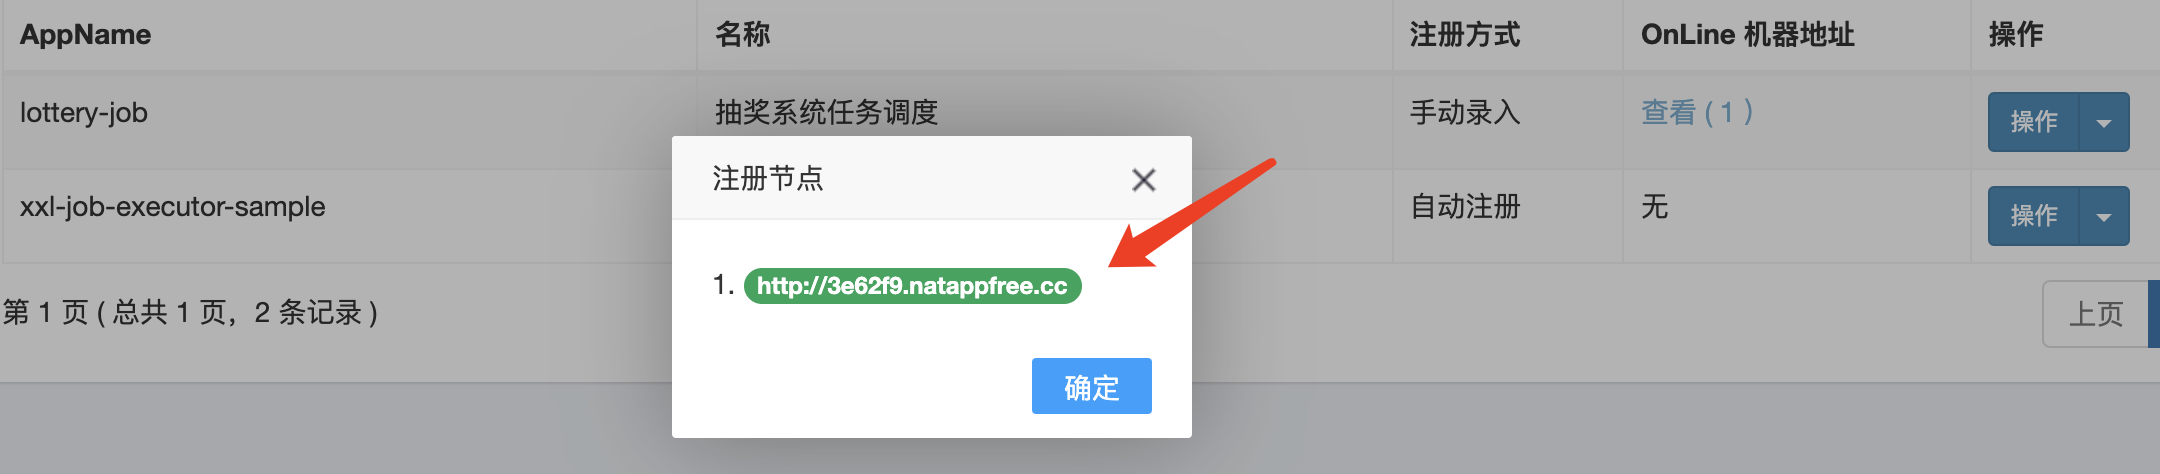 AppName 名称 注册方式 OnLine 机器地址 操作
lottery-job 抽奖系统任务调度 手动录入 查看 ( 1 ) 操作
注册节点
xxl-job-executor-sample 自动注册 无 操作
1. http://3e62f9.natappfree.cc
第 1 页 ( 总共 1 页，2 条记录 ) 上页
确定